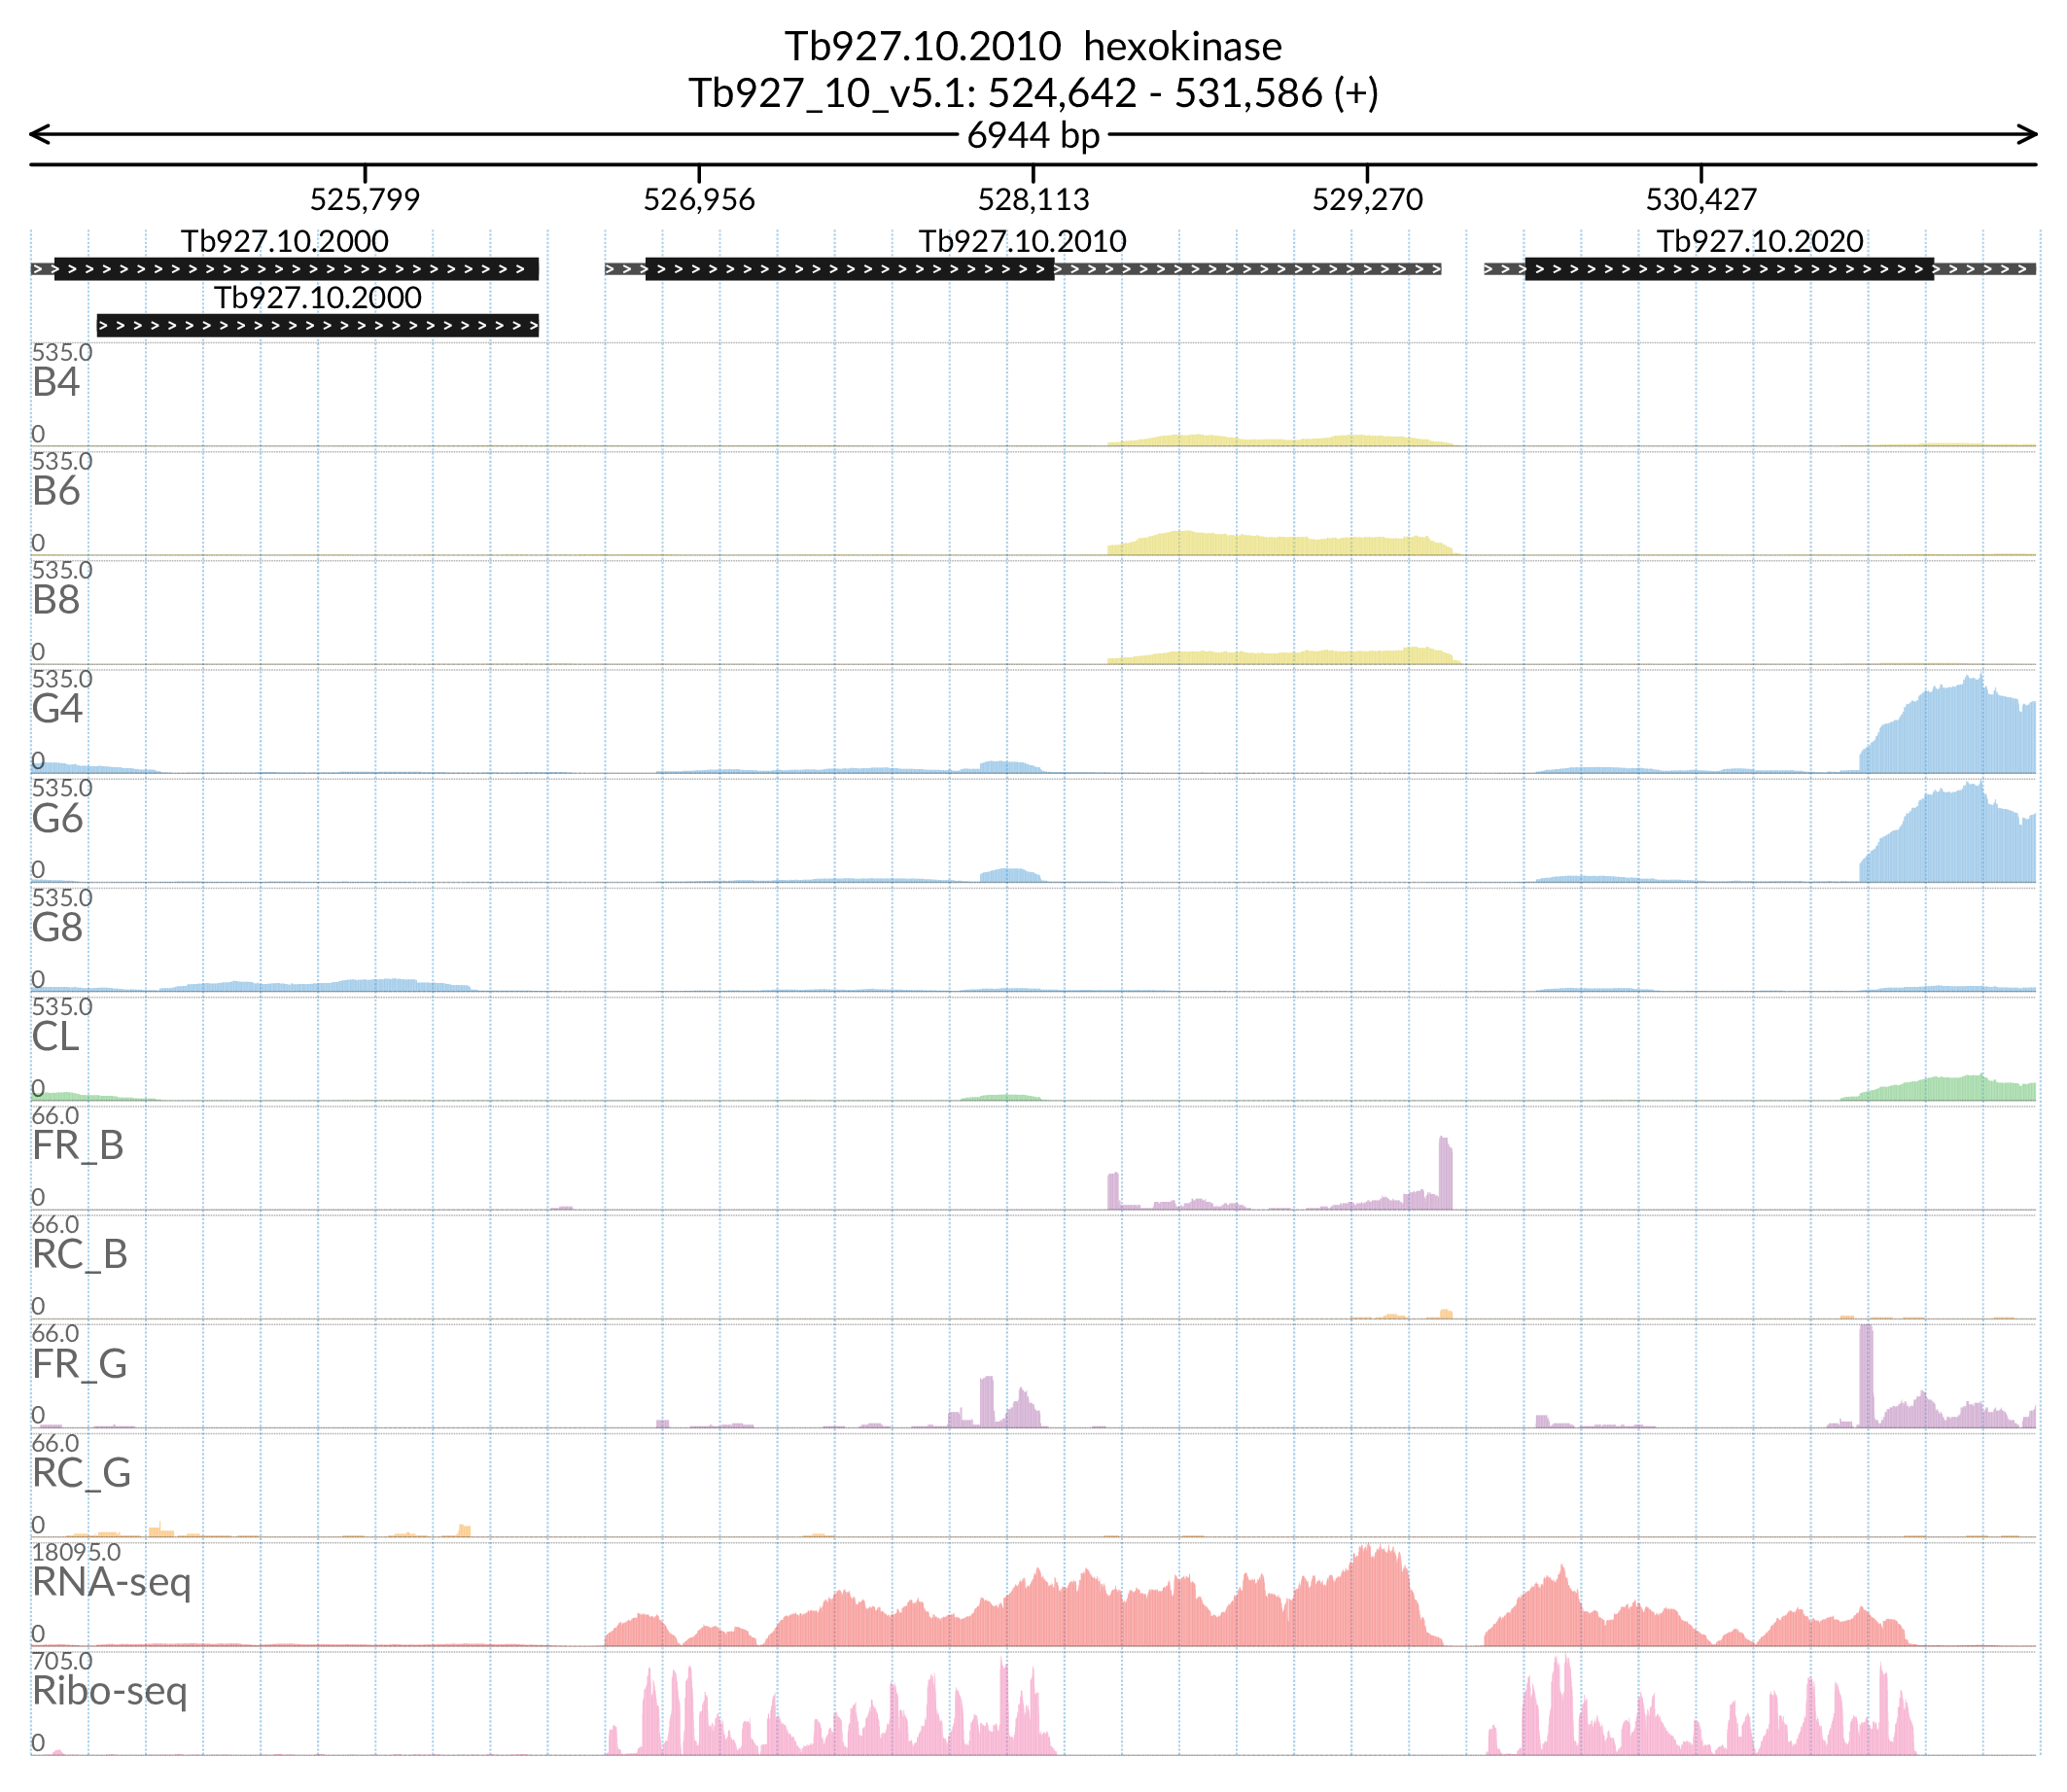 Tb927.10.2010  hexokinase
Tb927_10_v5.1: 524,642 - 531,586 (+)
6944 bp
525,799 526,956 528,113 529,270 530,427
Tb927.10.2000 Tb927.10.2010 Tb927.10.2020
Tb927.10.2000
535.0
B4
0
535.0
B6
0
535.0
B8
0
535.0
G4
0
535.0
G6
0
535.0
G8
0
535.0
CL
0
66.0
FR_B
0
66.0
RC_B
0
66.0
FR_G
0
66.0
RC_G
0
18095.0
RNA-seq
0
705.0
Ribo-seq
0